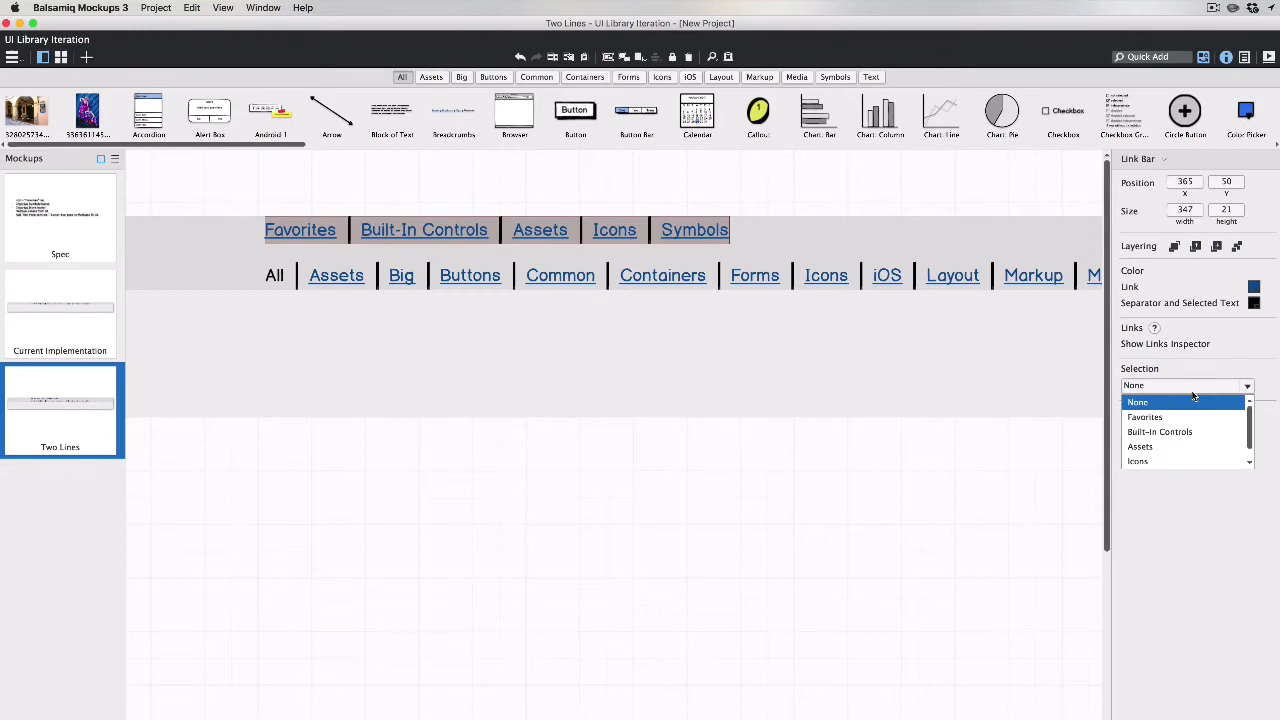 Balsamiq Mockups 3 Project Edit View Window Help
Two Lines - UI Library Iteration - [New Project]
UI Library Iteration
Quick Add
All Assets Big Buttons Common Containers Forms Icons iOS Layout Markup Media Symbols Text
328025734... 336361145... Accordion Alert Box Android 1 Arrow Block of Text Breadcrumbs Browser Button Button Bar Calendar Callout Chart: Bar Chart: Column Chart: Line Chart: Pie Checkbox Checkbox Gr... Circle Button Color Picker
Button
1
Checkbox
Mockups
Spec
Current Implementation
Two Lines
Favorites Built-In Controls Assets Icons Symbols
All Assets Big Buttons Common Containers Forms Icons iOS Layout Markup M
Link Bar
Position 365 50
X Y
Size 347 21
width height
Layering
Color
Link
Separator and Selected Text
Links ?
Show Links Inspector
Selection
None
None
Favorites
Built-In Controls
Assets
Icons